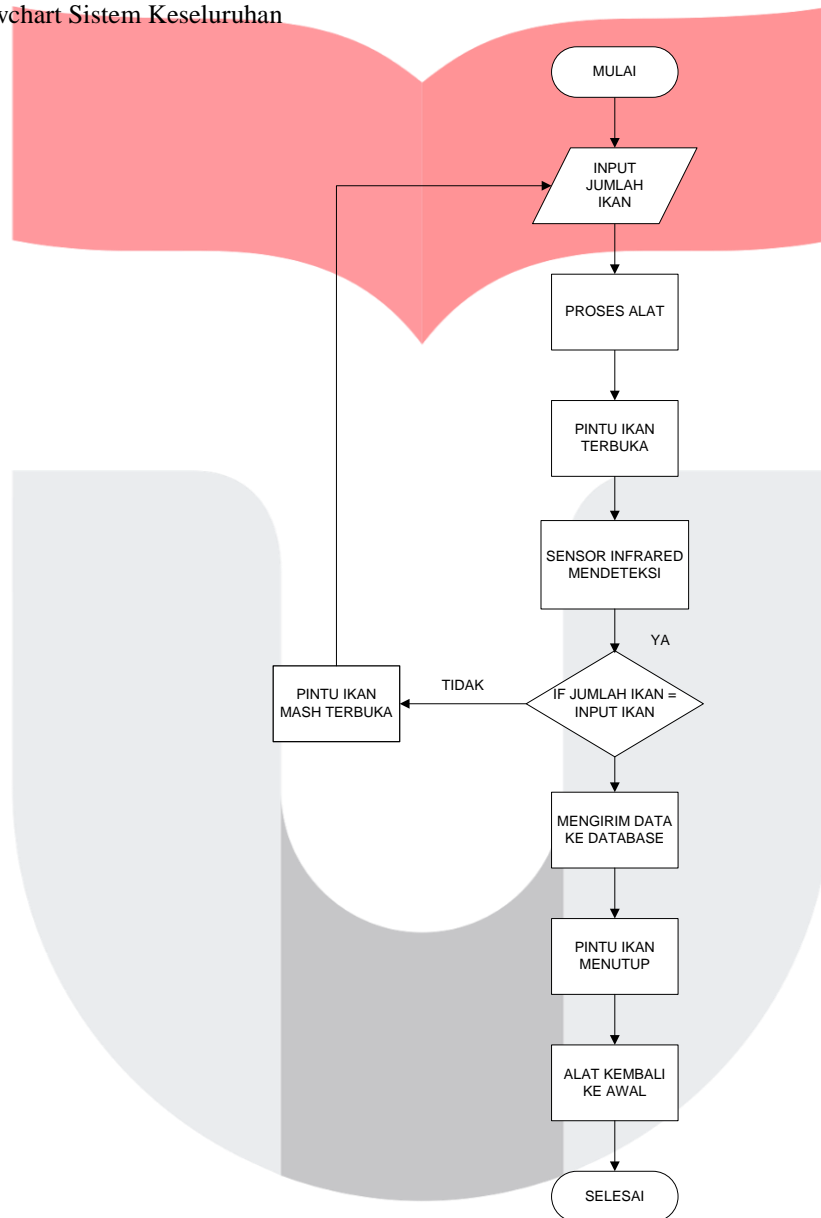 Sistem Keseluruhan
MULAI
INPUT
JUMLAH
IKAN
PROSES ALAT
PINTU IKAN
TERBUKA
SENSOR INFRARED
MENDETEKSI
YA
IF JUMLAH IKAN =
INPUT IKAN
TIDAK
PINTU IKAN
MASH TERBUKA
MENGIRIM DATA
KE DATABASE
PINTU IKAN
MENUTUP
ALAT KEMBALI
KE AWAL
SELESAI